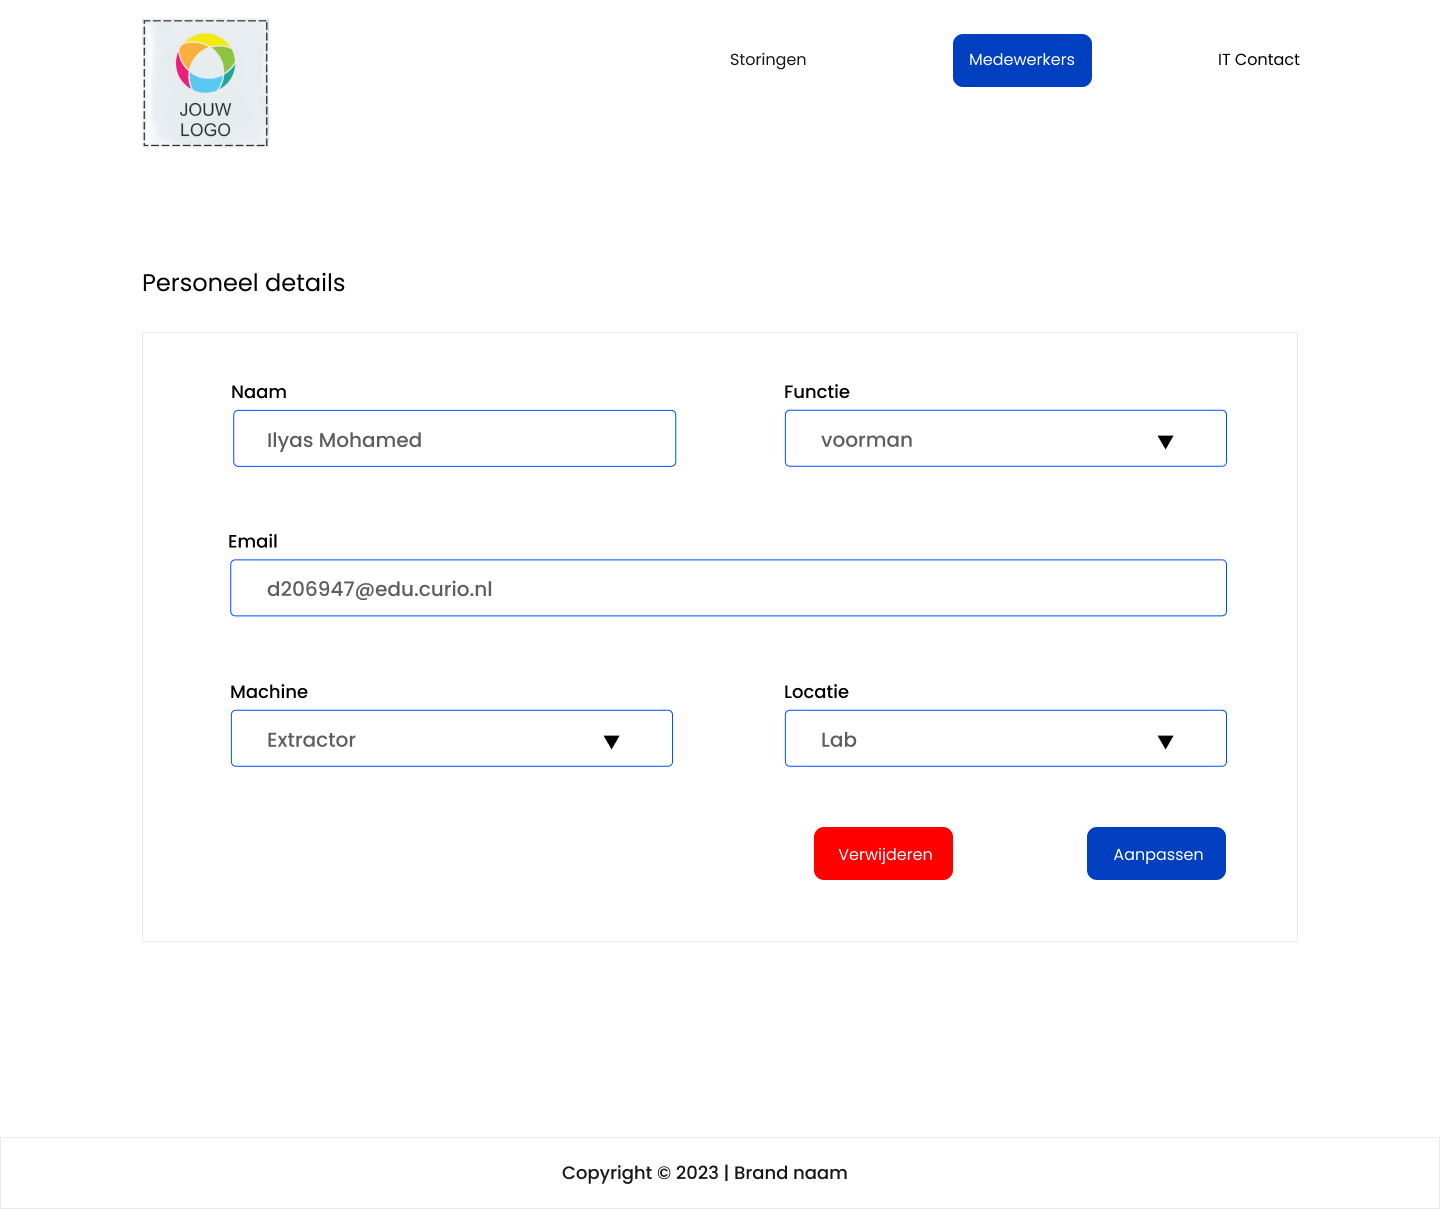 JOUW
LOGO
Storingen
Medewerkers
IT Contact
Personeel details
Naam
Functie
Ilyas Mohamed
voorman
Email
d206947@edu.curio.nl
Machine
Locatie
Extractor
Lab
Verwijderen
Aanpassen
Copyright © 2023 | Brand naam